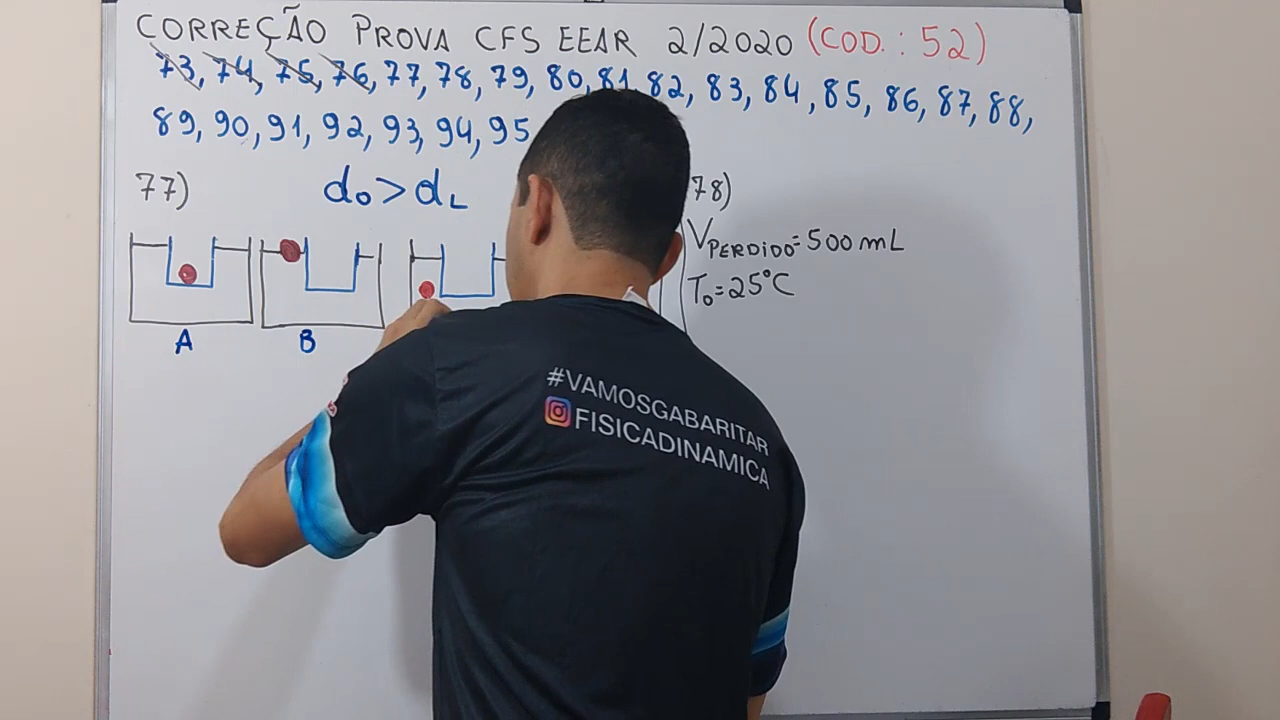 CORREÇÃO PROVA CFS EEAR 2/2020 (COD.: 52)
73, 74, 75, 76, 77, 78, 79, 80, 81, 82, 83, 84, 85, 86, 87, 88,
89, 90, 91, 92, 93, 94, 95
77) d₀ > d_L
A B
78)
V_PERDIDO = 500 mL
T₀ = 25°C
#VAMOSGABARITAR
FISICADINAMICA